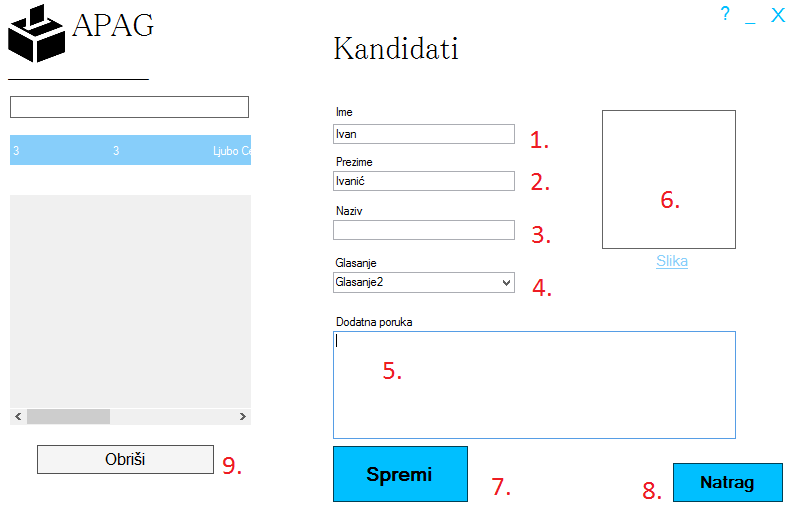 APAG
? _ X
Kandidati
3 3 Ljubo Ce
Ime
Ivan
1.
Prezime
Ivanić
2.
Naziv
3.
Glasanje
Glasanje2
4.
6.
Slika
Dodatna poruka
5.
Obriši
9.
Spremi
7.
8.
Natrag